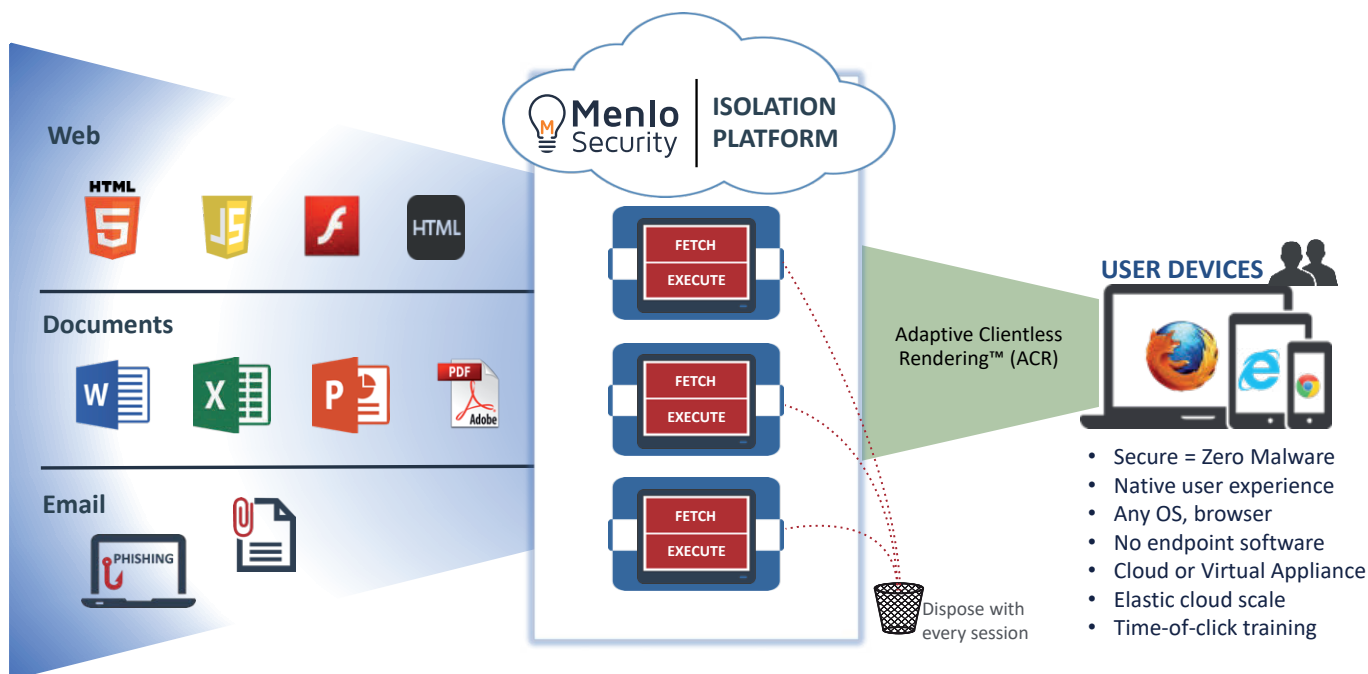 Web
HTML
5
JS
HTML
Documents
W
X
P
PDF
Adobe
Email
PHISHING
M
Menlo
Security
ISOLATION
PLATFORM
FETCH
EXECUTE
FETCH
EXECUTE
FETCH
EXECUTE
Dispose with
every session
Adaptive Clientless
Rendering™ (ACR)
USER DEVICES
• Secure = Zero Malware
• Native user experience
• Any OS, browser
• No endpoint software
• Cloud or Virtual Appliance
• Elastic cloud scale
• Time-of-click training